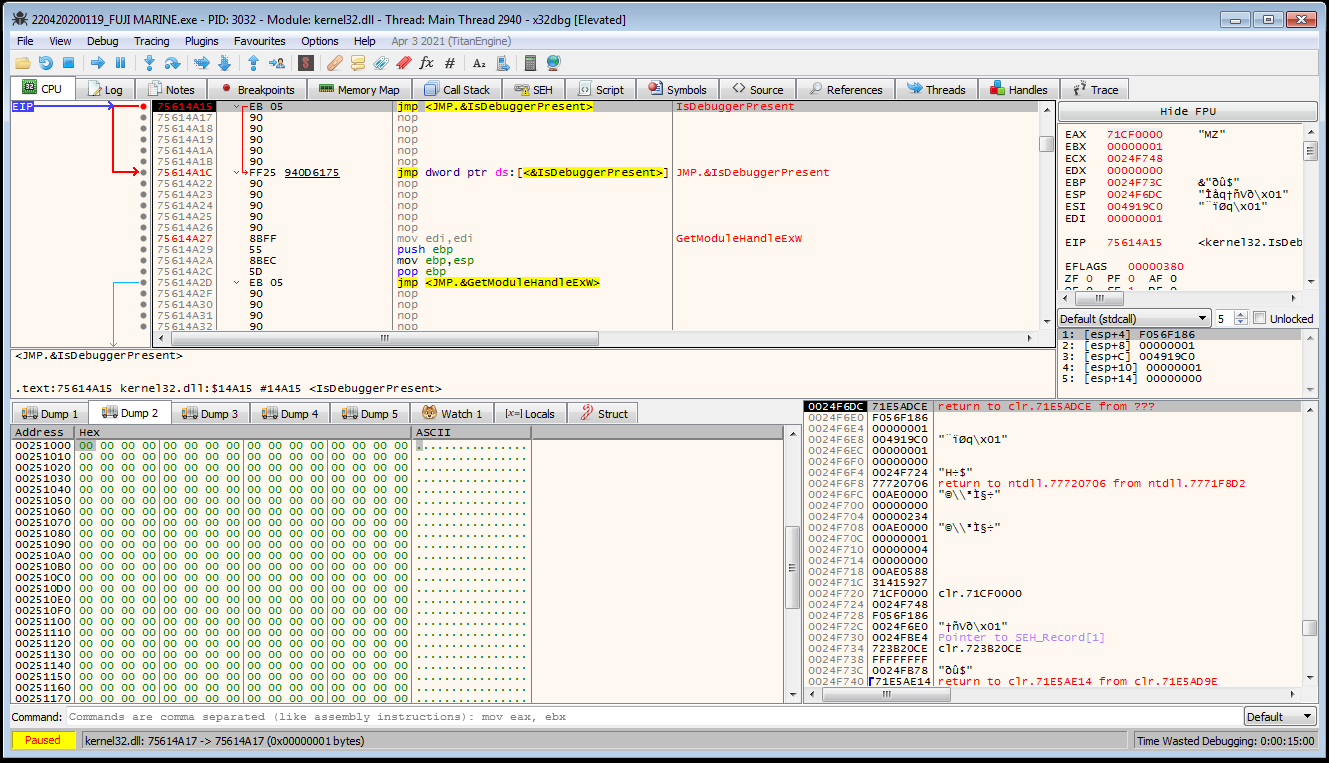 220420200119_FUJI MARINE.exe - PID: 3032 - Module: kernel32.dll - Thread: Main Thread 2940 - x32dbg [Elevated]
File View Debug Tracing Plugins Favourites Options Help Apr 3 2021 (TitanEngine)
CPU Log Notes Breakpoints Memory Map Call Stack SEH Script Symbols Source References Threads Handles Trace
EIP
75614A15 EB 05 jmp <JMP.&IsDebuggerPresent> IsDebuggerPresent
75614A17 90 nop
75614A18 90 nop
75614A19 90 nop
75614A1A 90 nop
75614A1B 90 nop
75614A1C FF25 940D6175 jmp dword ptr ds:[<&IsDebuggerPresent>] JMP.&IsDebuggerPresent
75614A22 90 nop
75614A23 90 nop
75614A24 90 nop
75614A25 90 nop
75614A26 90 nop
75614A27 8BFF mov edi,edi GetModuleHandleExW
75614A29 55 push ebp
75614A2A 8BEC mov ebp,esp
75614A2C 5D pop ebp
75614A2D EB 05 jmp <JMP.&GetModuleHandleExW>
75614A2F 90 nop
75614A30 90 nop
75614A31 90 nop
75614A32 90 nop
Hide FPU
EAX 71CF0000 "MZ"
EBX 00000001
ECX 0024F748
EDX 00000000
EBP 0024F73C &"ðû$"
ESP 0024F6DC "Îåq†ñVð\x01"
ESI 004919C0 "¨ïØq\x01"
EDI 00000001
EIP 75614A15 <kernel32.IsDeb
EFLAGS 00000380
ZF 0 PF 0 AF 0
Default (stdcall) 5 Unlocked
1: [esp+4] F056F186
2: [esp+8] 00000001
3: [esp+C] 004919C0
4: [esp+10] 00000001
5: [esp+14] 00000000
<JMP.&IsDebuggerPresent>
.text:75614A15 kernel32.dll:$14A15 #14A15 <IsDebuggerPresent>
Dump 1 Dump 2 Dump 3 Dump 4 Dump 5 Watch 1 [x=] Locals Struct
Address Hex ASCII
00251000 00 00 00 00 00 00 00 00 00 00 00 00 00 00 00 00 ................
00251010 00 00 00 00 00 00 00 00 00 00 00 00 00 00 00 00 ................
00251020 00 00 00 00 00 00 00 00 00 00 00 00 00 00 00 00 ................
00251030 00 00 00 00 00 00 00 00 00 00 00 00 00 00 00 00 ................
00251040 00 00 00 00 00 00 00 00 00 00 00 00 00 00 00 00 ................
00251050 00 00 00 00 00 00 00 00 00 00 00 00 00 00 00 00 ................
00251060 00 00 00 00 00 00 00 00 00 00 00 00 00 00 00 00 ................
00251070 00 00 00 00 00 00 00 00 00 00 00 00 00 00 00 00 ................
00251080 00 00 00 00 00 00 00 00 00 00 00 00 00 00 00 00 ................
00251090 00 00 00 00 00 00 00 00 00 00 00 00 00 00 00 00 ................
002510A0 00 00 00 00 00 00 00 00 00 00 00 00 00 00 00 00 ................
002510B0 00 00 00 00 00 00 00 00 00 00 00 00 00 00 00 00 ................
002510C0 00 00 00 00 00 00 00 00 00 00 00 00 00 00 00 00 ................
002510D0 00 00 00 00 00 00 00 00 00 00 00 00 00 00 00 00 ................
002510E0 00 00 00 00 00 00 00 00 00 00 00 00 00 00 00 00 ................
002510F0 00 00 00 00 00 00 00 00 00 00 00 00 00 00 00 00 ................
00251100 00 00 00 00 00 00 00 00 00 00 00 00 00 00 00 00 ................
00251110 00 00 00 00 00 00 00 00 00 00 00 00 00 00 00 00 ................
00251120 00 00 00 00 00 00 00 00 00 00 00 00 00 00 00 00 ................
00251130 00 00 00 00 00 00 00 00 00 00 00 00 00 00 00 00 ................
00251140 00 00 00 00 00 00 00 00 00 00 00 00 00 00 00 00 ................
00251150 00 00 00 00 00 00 00 00 00 00 00 00 00 00 00 00 ................
00251160 00 00 00 00 00 00 00 00 00 00 00 00 00 00 00 00 ................
00251170 00 00 00 00 00 00 00 00 00 00 00 00 00 00 00 00 ................
0024F6DC 71E5ADCE return to clr.71E5ADCE from ???
0024F6E0 F056F186
0024F6E4 00000001
0024F6E8 004919C0 "¨ïØq\x01"
0024F6EC 00000001
0024F6F0 00000000
0024F6F4 0024F724 "H÷$"
0024F6F8 77720706 return to ntdll.77720706 from ntdll.7771F8D2
0024F6FC 00AE0000 "©\\ªÌ§÷"
0024F700 00000000
0024F704 00000234
0024F708 00AE0000 "©\\ªÌ§÷"
0024F70C 00000001
0024F710 00000004
0024F714 00000000
0024F718 00AE0588
0024F71C 31415927
0024F720 71CF0000 clr.71CF0000
0024F724 0024F748
0024F728 F056F186
0024F72C 0024F6E0 "†ñVð\x01"
0024F730 0024FBE4 Pointer to SEH_Record[1]
0024F734 723B20CE clr.723B20CE
0024F738 FFFFFFFF
0024F73C 0024FB78 "ðû$"
0024F740 71E5AE14 return to clr.71E5AE14 from clr.71E5AD9E
Command: Commands are comma separated (like assembly instructions): mov eax, ebx Default
Paused kernel32.dll: 75614A17 -> 75614A17 (0x00000001 bytes) Time Wasted Debugging: 0:00:15:00